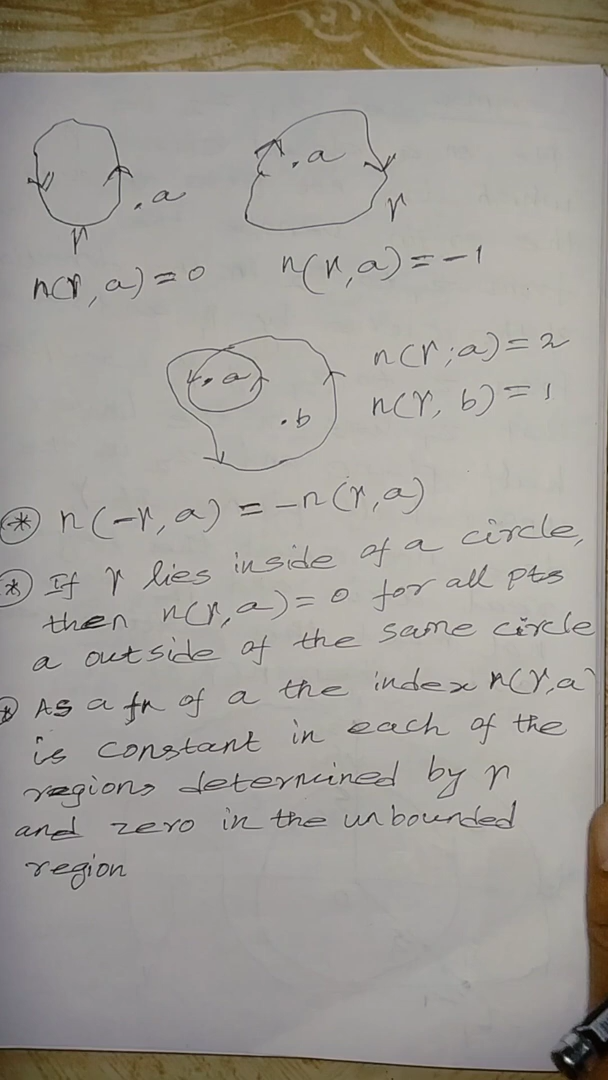 . a
γ
n(γ, a) = 0
. a
γ
n(γ, a) = -1
. a
. b
n(γ; a) = 2
n(γ, b) = 1
* n(-γ, a) = -n(γ, a)
* If γ lies inside of a circle,
then n(γ, a) = 0 for all pts
a outside of the same circle
* As a fn of a the index n(γ, a)
is constant in each of the
regions determined by γ
and zero in the unbounded
region